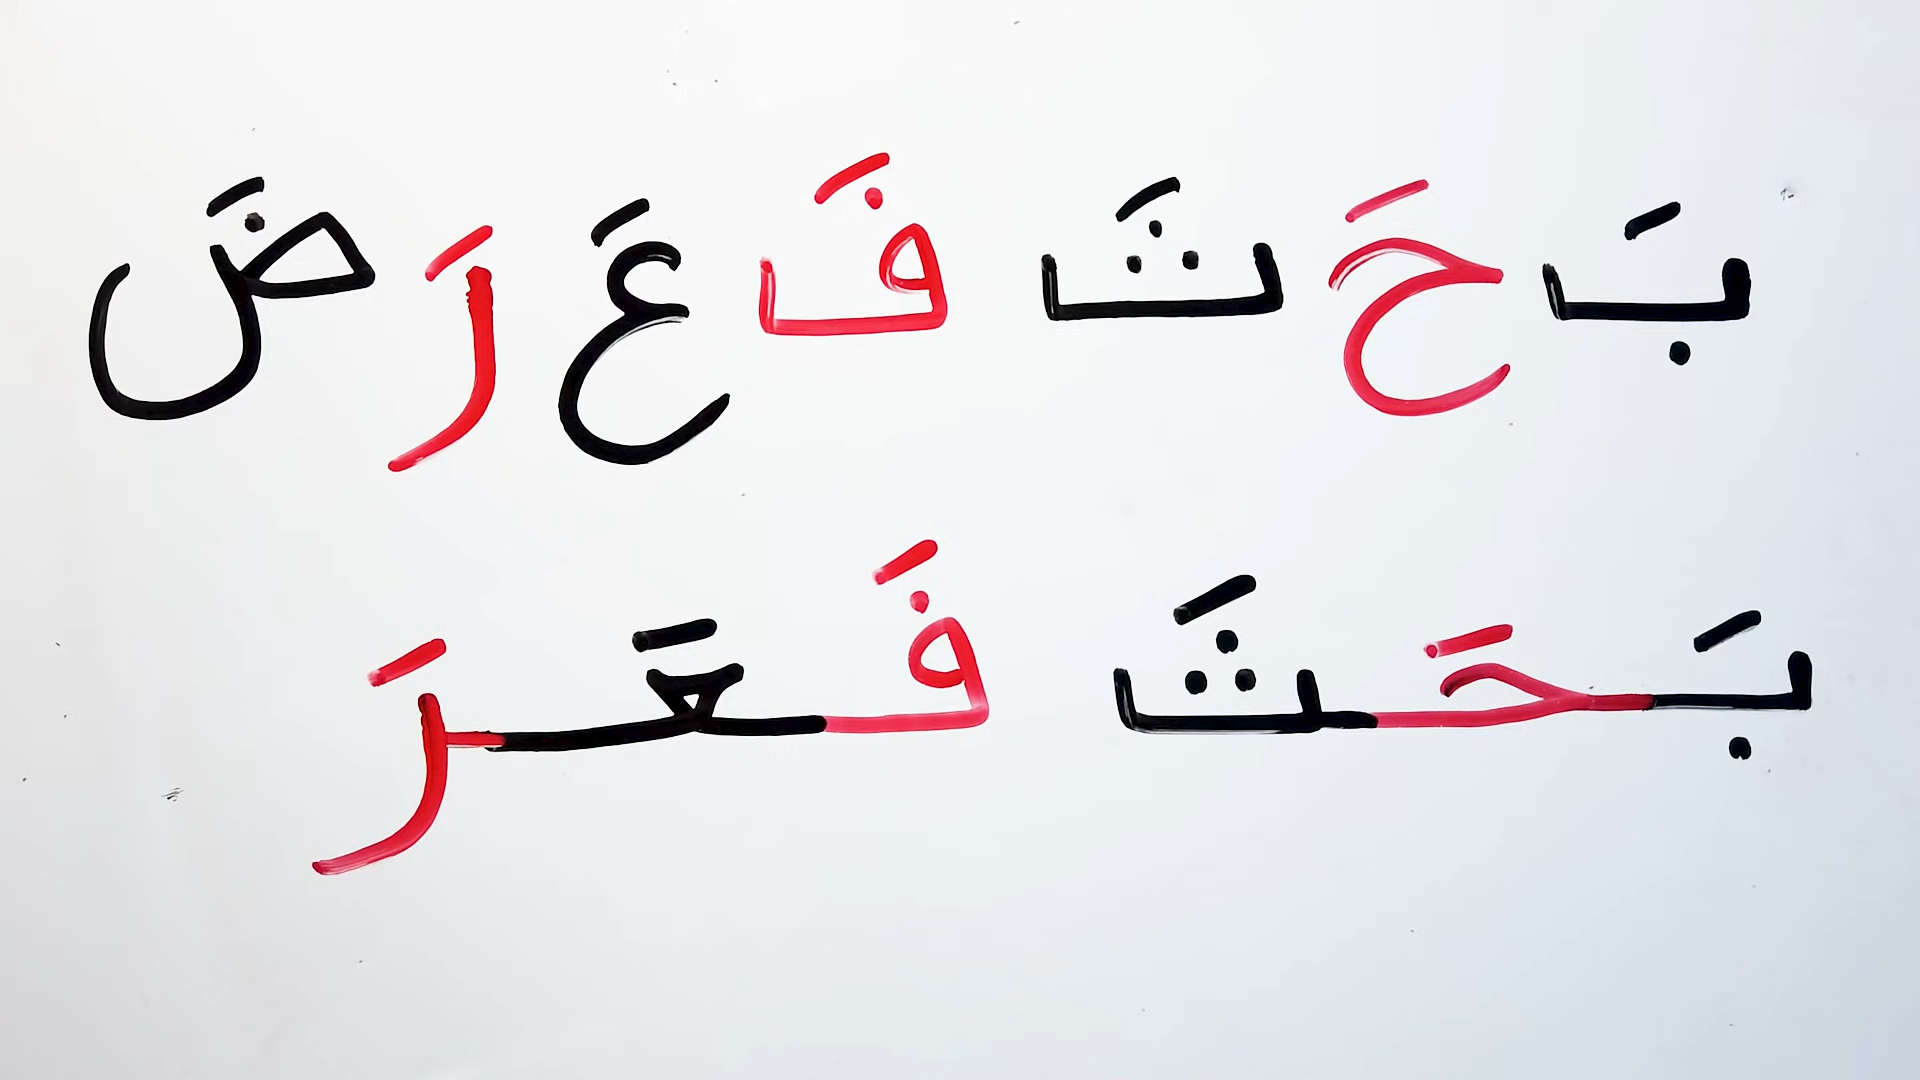 بَ حَ ثَ فَ عَ رَ ضَ
بَحَثَ فَعَرَ